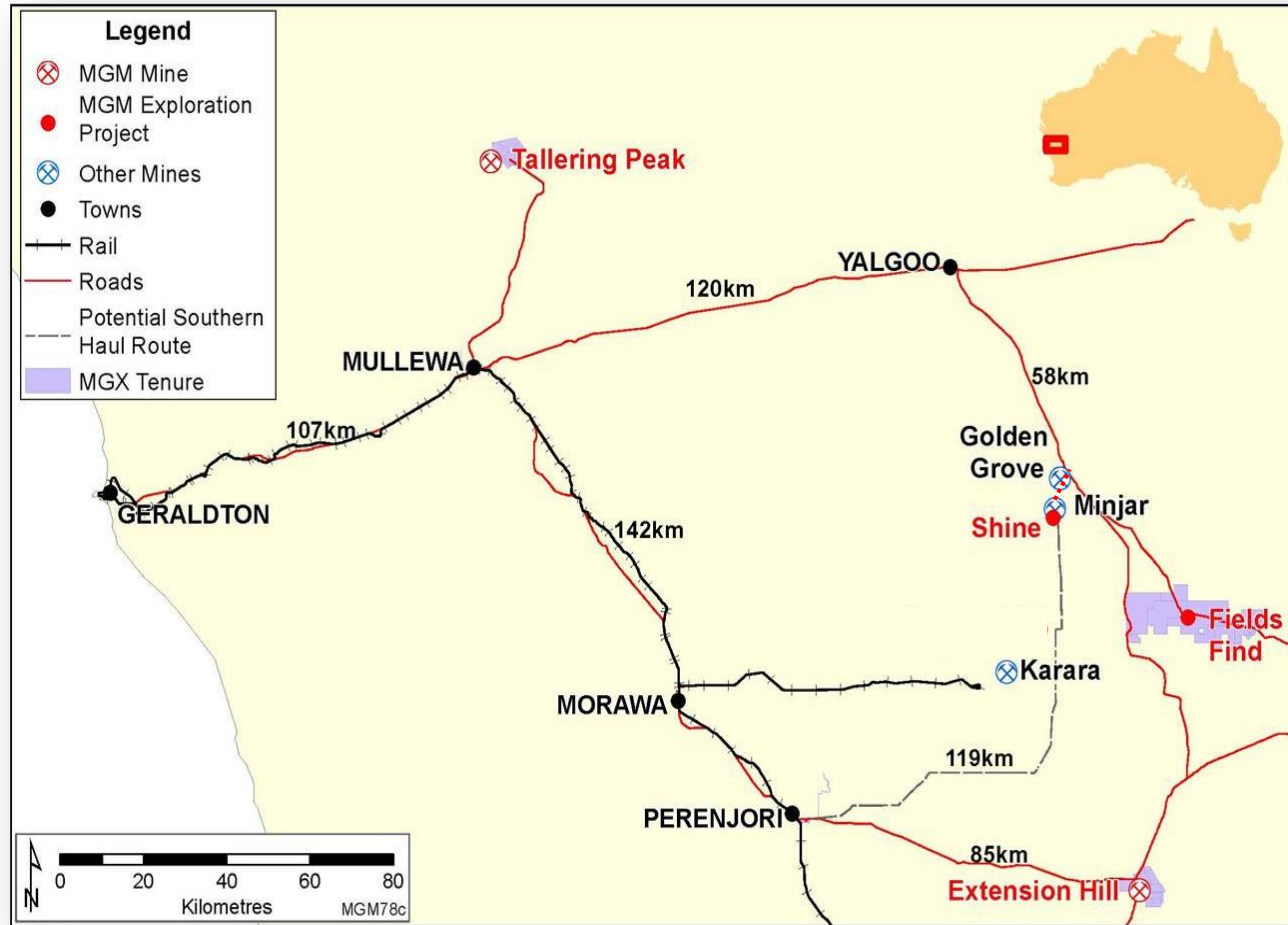 Legend
MGM Mine
MGM Exploration
Project
Other Mines
Towns
Rail
Roads
Potential Southern
Haul Route
MGX Tenure
Tallering Peak
YALGOO
120km
MULLEWA
58km
107km
Golden
Grove
GERALDTON
Minjar
Shine
142km
Fields
Find
Karara
MORAWA
119km
PERENJORI
85km
Extension Hill
N
0 20 40 60 80
Kilometres
MGM78c